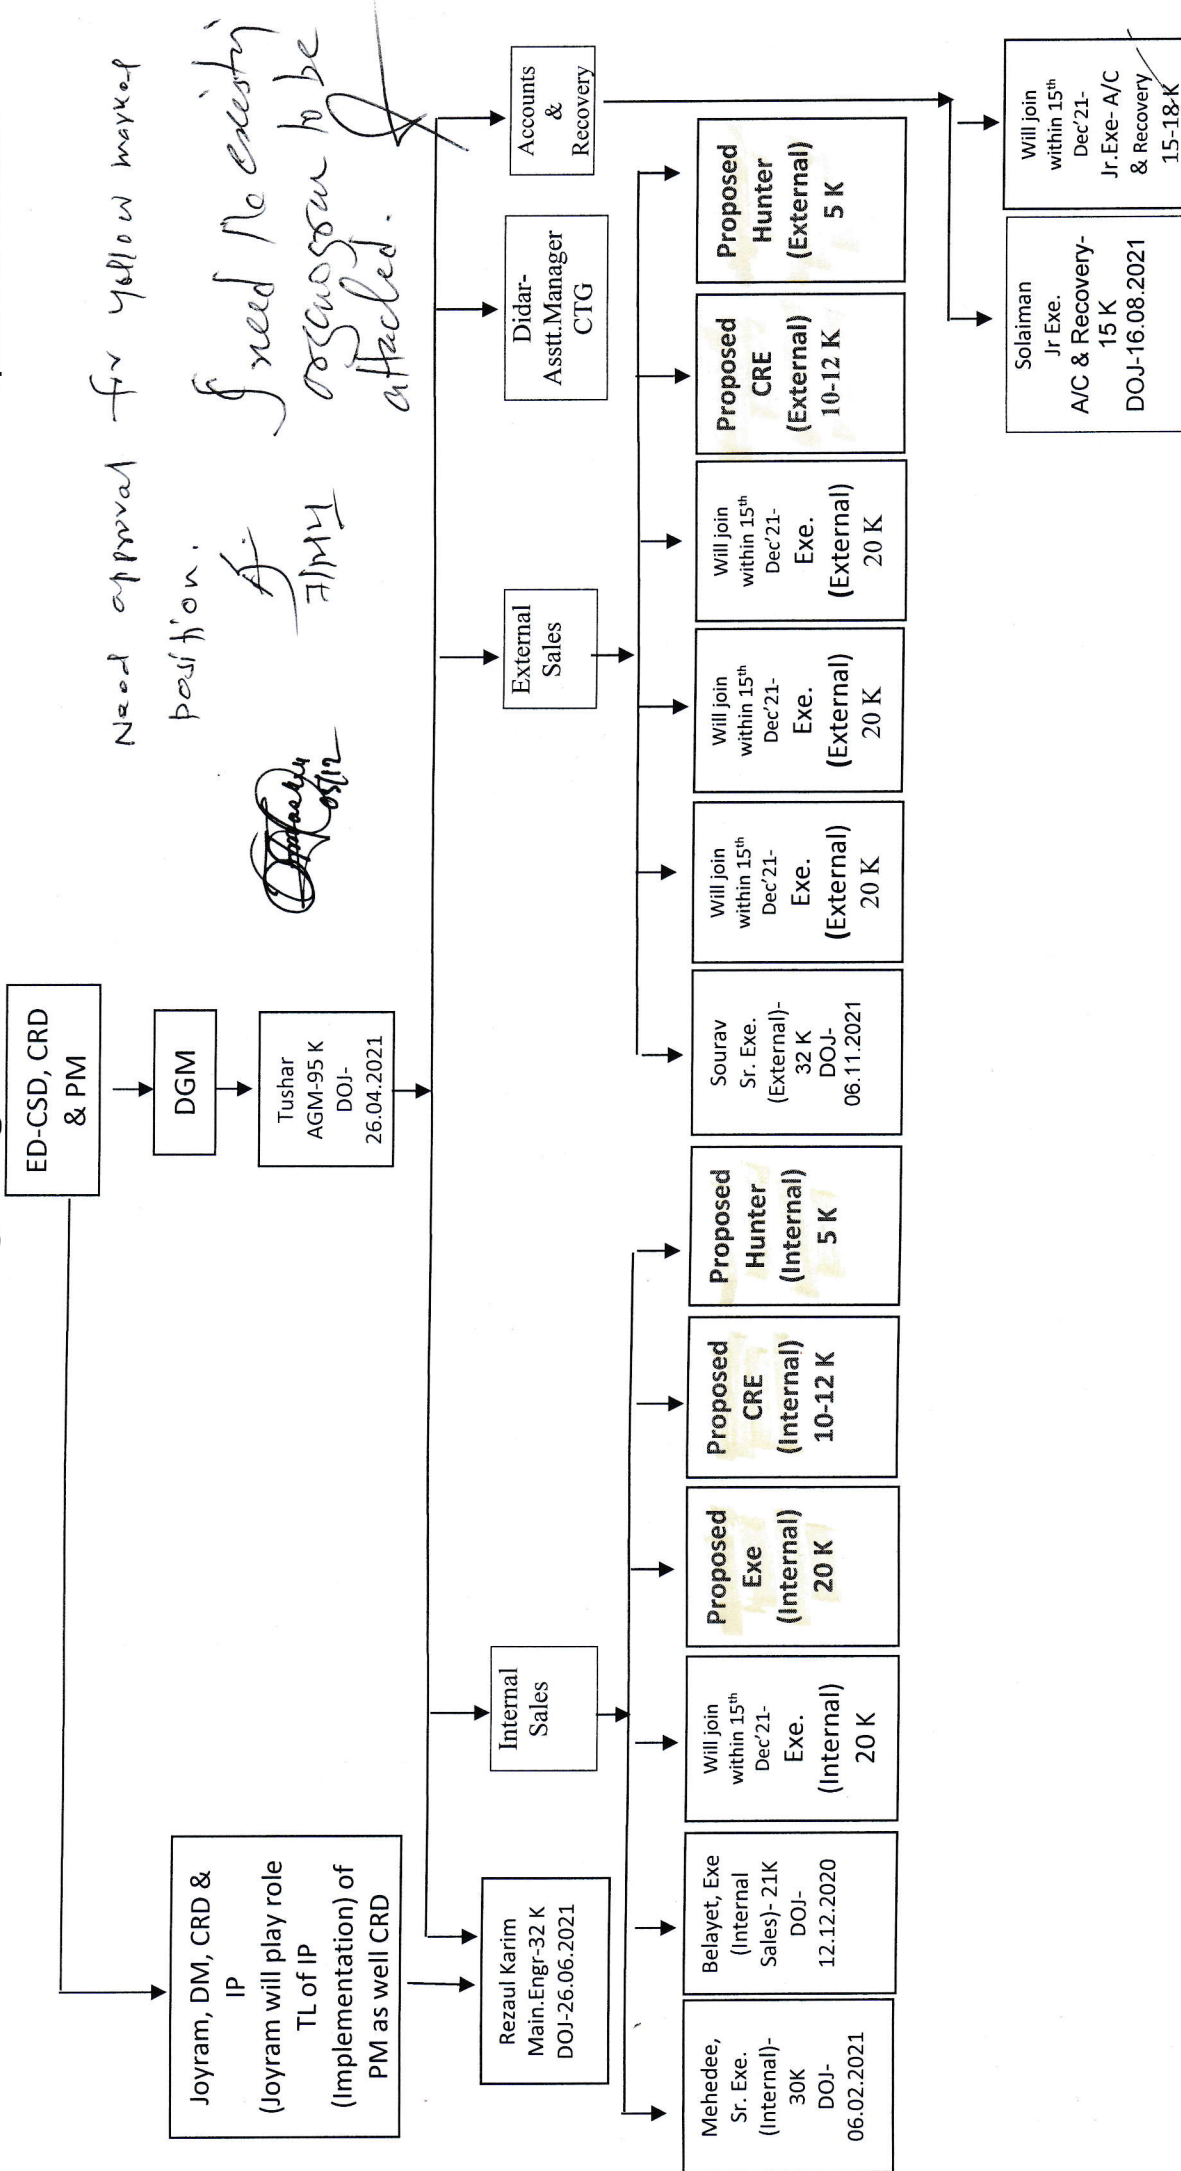 Need approval for yellow marked
position.
I need the existing
organogram to be
attached.
05/12
ED-CSD, CRD
& PM
DGM
Tushar
AGM-95 K
DOJ-
26.04.2021
Joyram, DM, CRD &
IP
(Joyram will play role
TL of IP
(Implementation) of
PM as well CRD
Rezaul Karim
Main.Engr-32 K
DOJ-26.06.2021
Internal
Sales
External
Sales
Didar-
Asstt.Manager
CTG
Accounts
&
Recovery
Mehedee,
Sr. Exe.
(Internal)-
30K
DOJ-
06.02.2021
Belayet, Exe
(Internal
Sales)- 21K
DOJ-
12.12.2020
Will join
within 15th
Dec'21-
Exe.
(Internal)
20 K
Proposed
Exe
(Internal)
20 K
Proposed
CRE
(Internal)
10-12 K
Proposed
Hunter
(Internal)
5 K
Sourav
Sr. Exe.
(External)-
32 K
DOJ-
06.11.2021
Will join
within 15th
Dec'21-
Exe.
(External)
20 K
Will join
within 15th
Dec'21-
Exe.
(External)
20 K
Will join
within 15th
Dec'21-
Exe.
(External)
20 K
Proposed
CRE
(External)
10-12 K
Proposed
Hunter
(External)
5 K
Solaiman
Jr Exe.
A/C & Recovery-
15 K
DOJ-16.08.2021
Will join
within 15th
Dec'21-
Jr.Exe- A/C
& Recovery
15-18 K